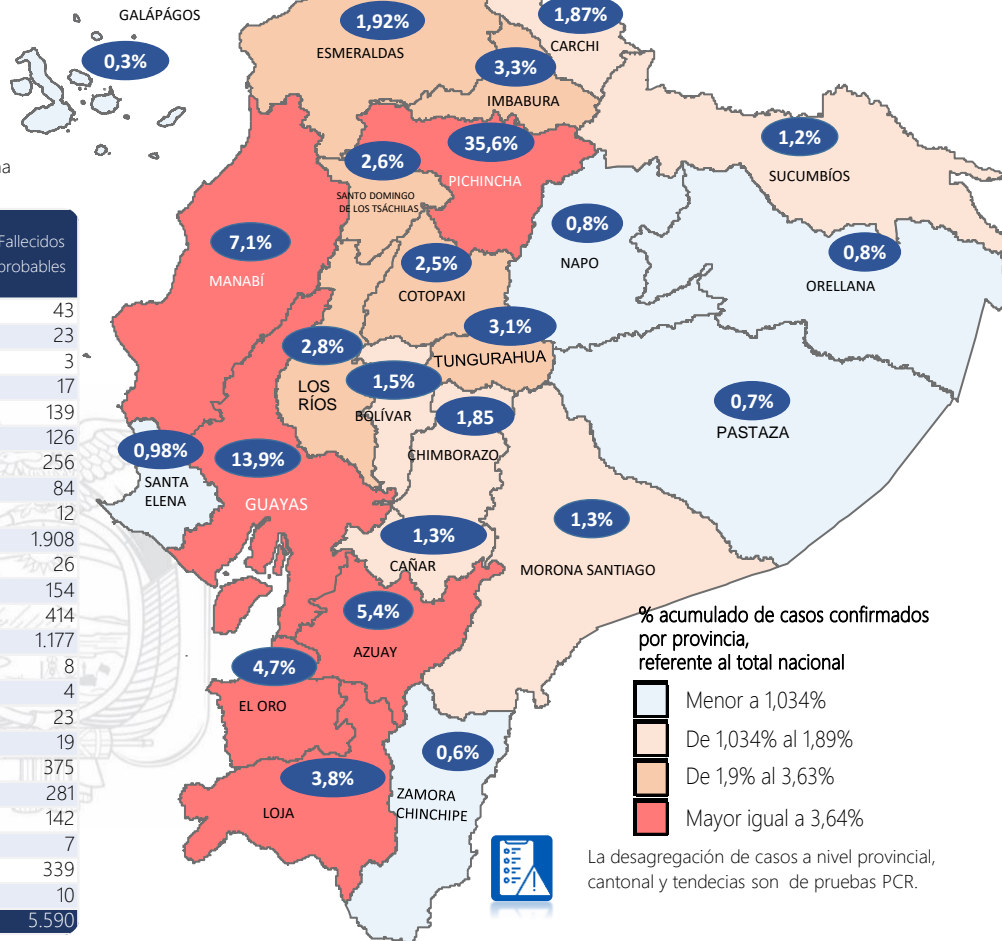 GALÁPÁGOS
0,3%
1,92%
ESMERALDAS
1,87%
CARCHI
3,3%
IMBABURA
35,6%
PICHINCHA
2,6%
SANTO DOMINGO
DE LOS TSÁCHILAS
1,2%
SUCUMBÍOS
7,1%
MANABÍ
0,8%
NAPO
0,8%
ORELLANA
2,5%
COTOPAXI
3,1%
TUNGURAHUA
2,8%
LOS
RÍOS
1,5%
BOLÍVAR
1,85
CHIMBORAZO
0,7%
PASTAZA
0,98%
SANTA
ELENA
13,9%
GUAYAS
1,3%
CAÑAR
1,3%
MORONA SANTIAGO
5,4%
AZUAY
4,7%
EL ORO
3,8%
LOJA
0,6%
ZAMORA
CHINCHIPE
Fallecidos
probables
43
23
3
17
139
126
256
84
12
1.908
26
154
414
1.177
8
4
23
19
375
281
142
7
339
10
5.590
% acumulado de casos confirmados
por provincia,
referente al total nacional
Menor a 1,034%
De 1,034% al 1,89%
De 1,9% al 3,63%
Mayor igual a 3,64%
La desagregación de casos a nivel provincial,
cantonal y tendecias son de pruebas PCR.